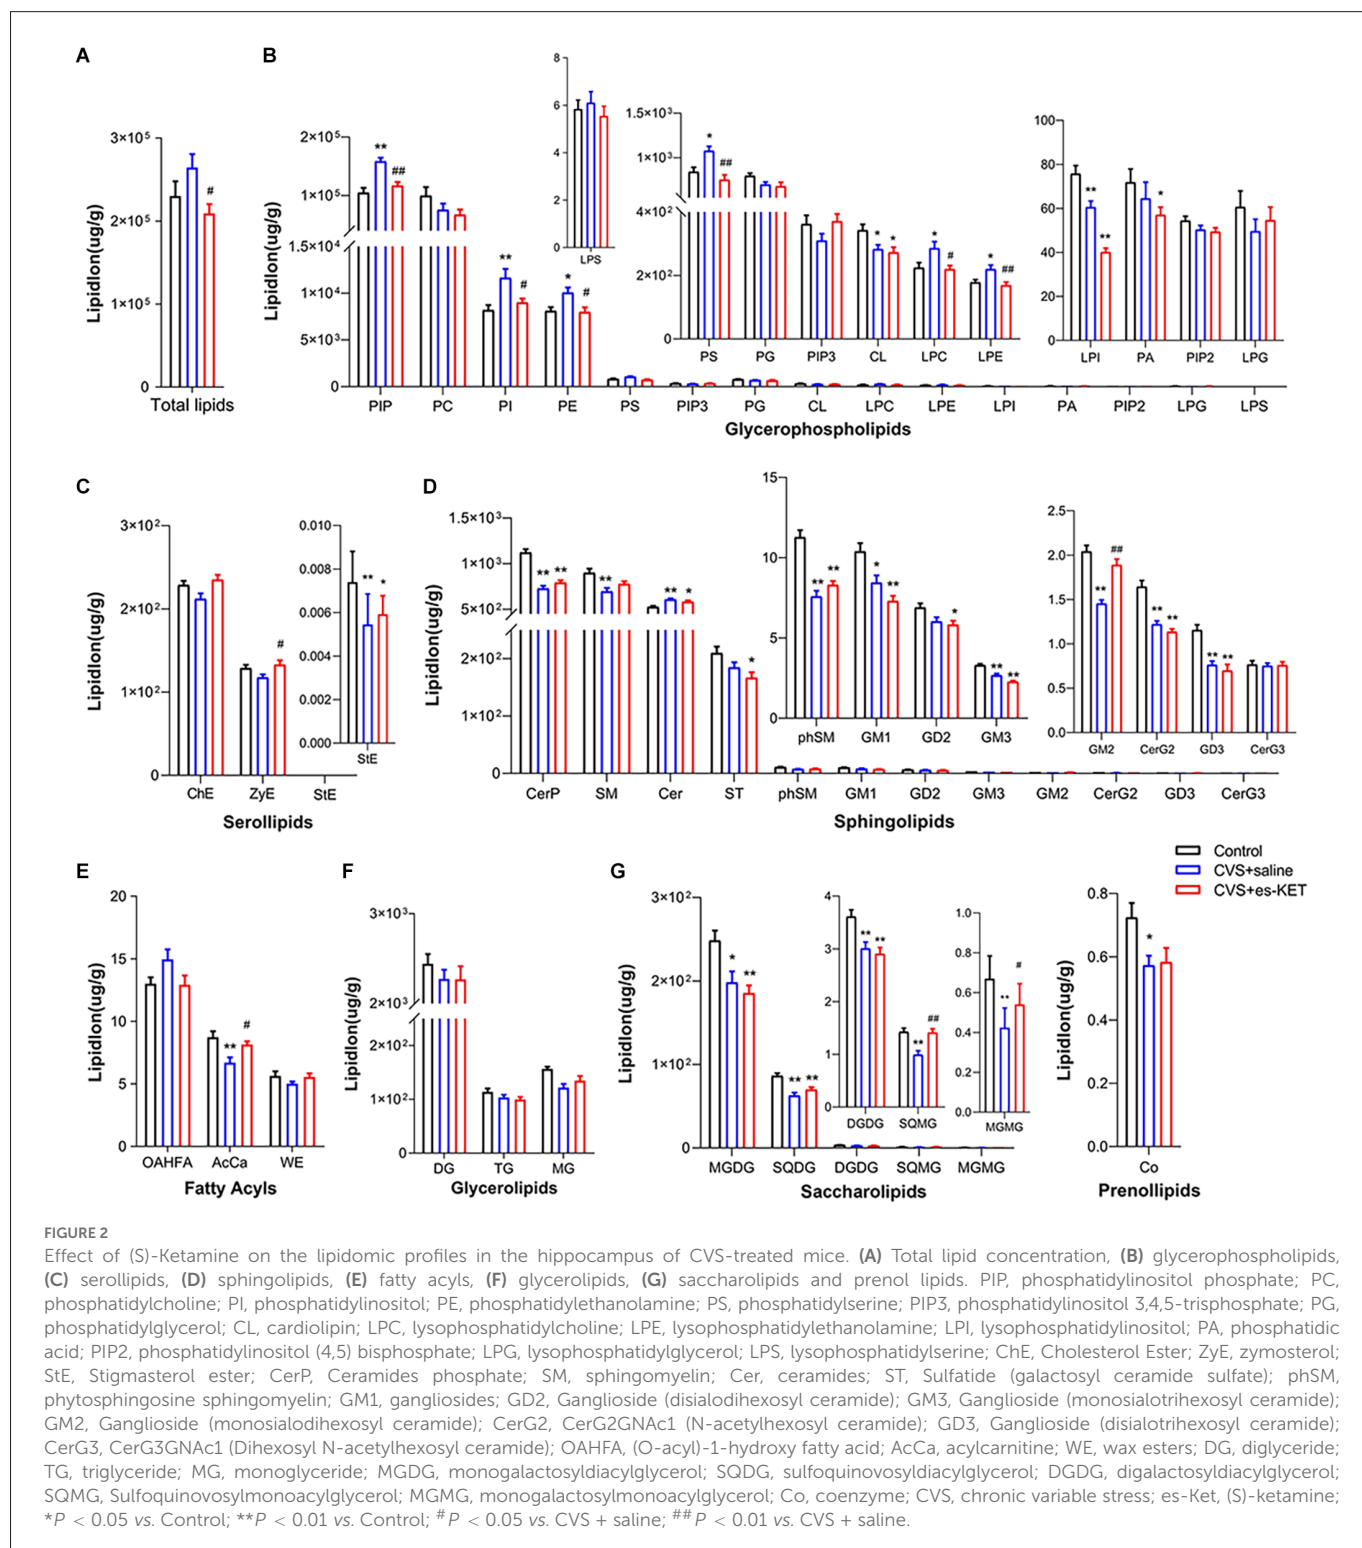 A
B
Lipidlon(ug/g)
3×10⁵
2×10⁵
1×10⁵
0
#
Total lipids
Lipidlon(ug/g)
2×10⁵
1×10⁵
1.5×10⁴
1×10⁴
5×10³
0
** ##
** #
* #
PIP PC PI PE PS PIP3 PG CL LPC LPE LPI PA PIP2 LPG LPS
Glycerophospholipids
8
6
4
2
0
LPS
1.5×10³
1×10³
4×10²
2×10²
0
* ##
* *
* #
* ##
PS PG PIP3 CL LPC LPE
100
80
60
40
20
0
** **
*
LPI PA PIP2 LPG
C
Lipidlon(ug/g)
3×10²
2×10²
1×10²
0
#
ChE ZyE StE
Serollipids
0.010
0.008
0.006
0.004
0.002
0.000
** *
StE
D
Lipidlon(ug/g)
1.5×10³
1×10³
5×10²
2×10²
1×10²
0
** **
**
** *
*
CerP SM Cer ST phSM GM1 GD2 GM3 GM2 CerG2 GD3 CerG3
Sphingolipids
15
10
5
0
** **
* **
*
** **
phSM GM1 GD2 GM3
2.5
2.0
1.5
1.0
0.5
0.0
** ##
** **
** **
GM2 CerG2 GD3 CerG3
Control
CVS+saline
CVS+es-KET
E
Lipidlon(ug/g)
20
15
10
5
0
** #
OAHFA AcCa WE
Fatty Acyls
F
3×10³
2×10³
2×10²
1×10²
0
DG TG MG
Glycerolipids
G
Lipidlon(ug/g)
3×10²
2×10²
1×10²
0
* **
** **
MGDG SQDG DGDG SQMG MGMG
Saccharolipids
4
3
2
1
0
** **
** ##
DGDG SQMG
1.0
0.8
0.6
0.4
0.2
0.0
** #
MGMG
Lipidlon(ug/g)
0.8
0.6
0.4
0.2
0.0
*
Co
Prenollipids
FIGURE 2
Effect of (S)-Ketamine on the lipidomic profiles in the hippocampus of CVS-treated mice. (A) Total lipid concentration, (B) glycerophospholipids,
(C) serollipids, (D) sphingolipids, (E) fatty acyls, (F) glycerolipids, (G) saccharolipids and prenol lipids. PIP, phosphatidylinositol phosphate; PC,
phosphatidylcholine; PI, phosphatidylinositol; PE, phosphatidylethanolamine; PS, phosphatidylserine; PIP3, phosphatidylinositol 3,4,5-trisphosphate; PG,
phosphatidylglycerol; CL, cardiolipin; LPC, lysophosphatidylcholine; LPE, lysophosphatidylethanolamine; LPI, lysophosphatidylinositol; PA, phosphatidic
acid; PIP2, phosphatidylinositol (4,5) bisphosphate; LPG, lysophosphatidylglycerol; LPS, lysophosphatidylserine; ChE, Cholesterol Ester; ZyE, zymosterol;
StE, Stigmasterol ester; CerP, Ceramides phosphate; SM, sphingomyelin; Cer, ceramides; ST, Sulfatide (galactosyl ceramide sulfate); phSM,
phytosphingosine sphingomyelin; GM1, gangliosides; GD2, Ganglioside (disialodihexosyl ceramide); GM3, Ganglioside (monosialotrihexosyl ceramide);
GM2, Ganglioside (monosialodihexosyl ceramide); CerG2, CerG2GNAc1 (N-acetylhexosyl ceramide); GD3, Ganglioside (disialotrihexosyl ceramide);
CerG3, CerG3GNAc1 (Dihexosyl N-acetylhexosyl ceramide); OAHFA, (O-acyl)-1-hydroxy fatty acid; AcCa, acylcarnitine; WE, wax esters; DG, diglyceride;
TG, triglyceride; MG, monoglyceride; MGDG, monogalactosyldiacylglycerol; SQDG, sulfoquinovosyldiacylglycerol; DGDG, digalactosyldiacylglycerol;
SQMG, Sulfoquinovosylmonoacylglycerol; MGMG, monogalactosylmonoacylglycerol; Co, coenzyme; CVS, chronic variable stress; es-Ket, (S)-ketamine;
*P < 0.05 vs. Control; **P < 0.01 vs. Control; #P < 0.05 vs. CVS + saline; ##P < 0.01 vs. CVS + saline.